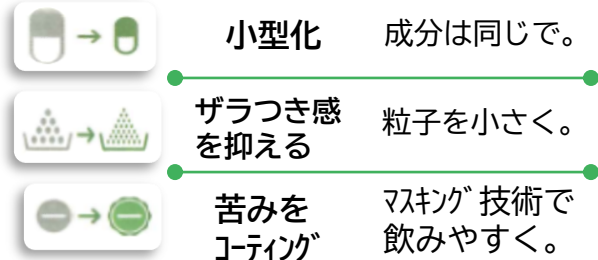 小型化 成分は同じで。
ザラつき感
を抑える
粒子を小さく。
苦みを
ｺｰﾃｨﾝｸﾞ
ﾏｽｷﾝｸﾞ技術で
飲みやすく。